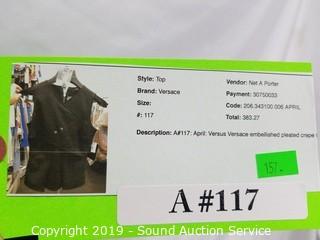 Style: Top
Brand: Versace
Size:
#: 117
Vendor: Net A Porter
Payment: 30750033
Code: 206.343100.006 APRIL
Total: 383.27
Description: A#117: April: Versus Versace embellished pleated crepe
157.-
A #117
Copyright 2019 - Sound Auction Service